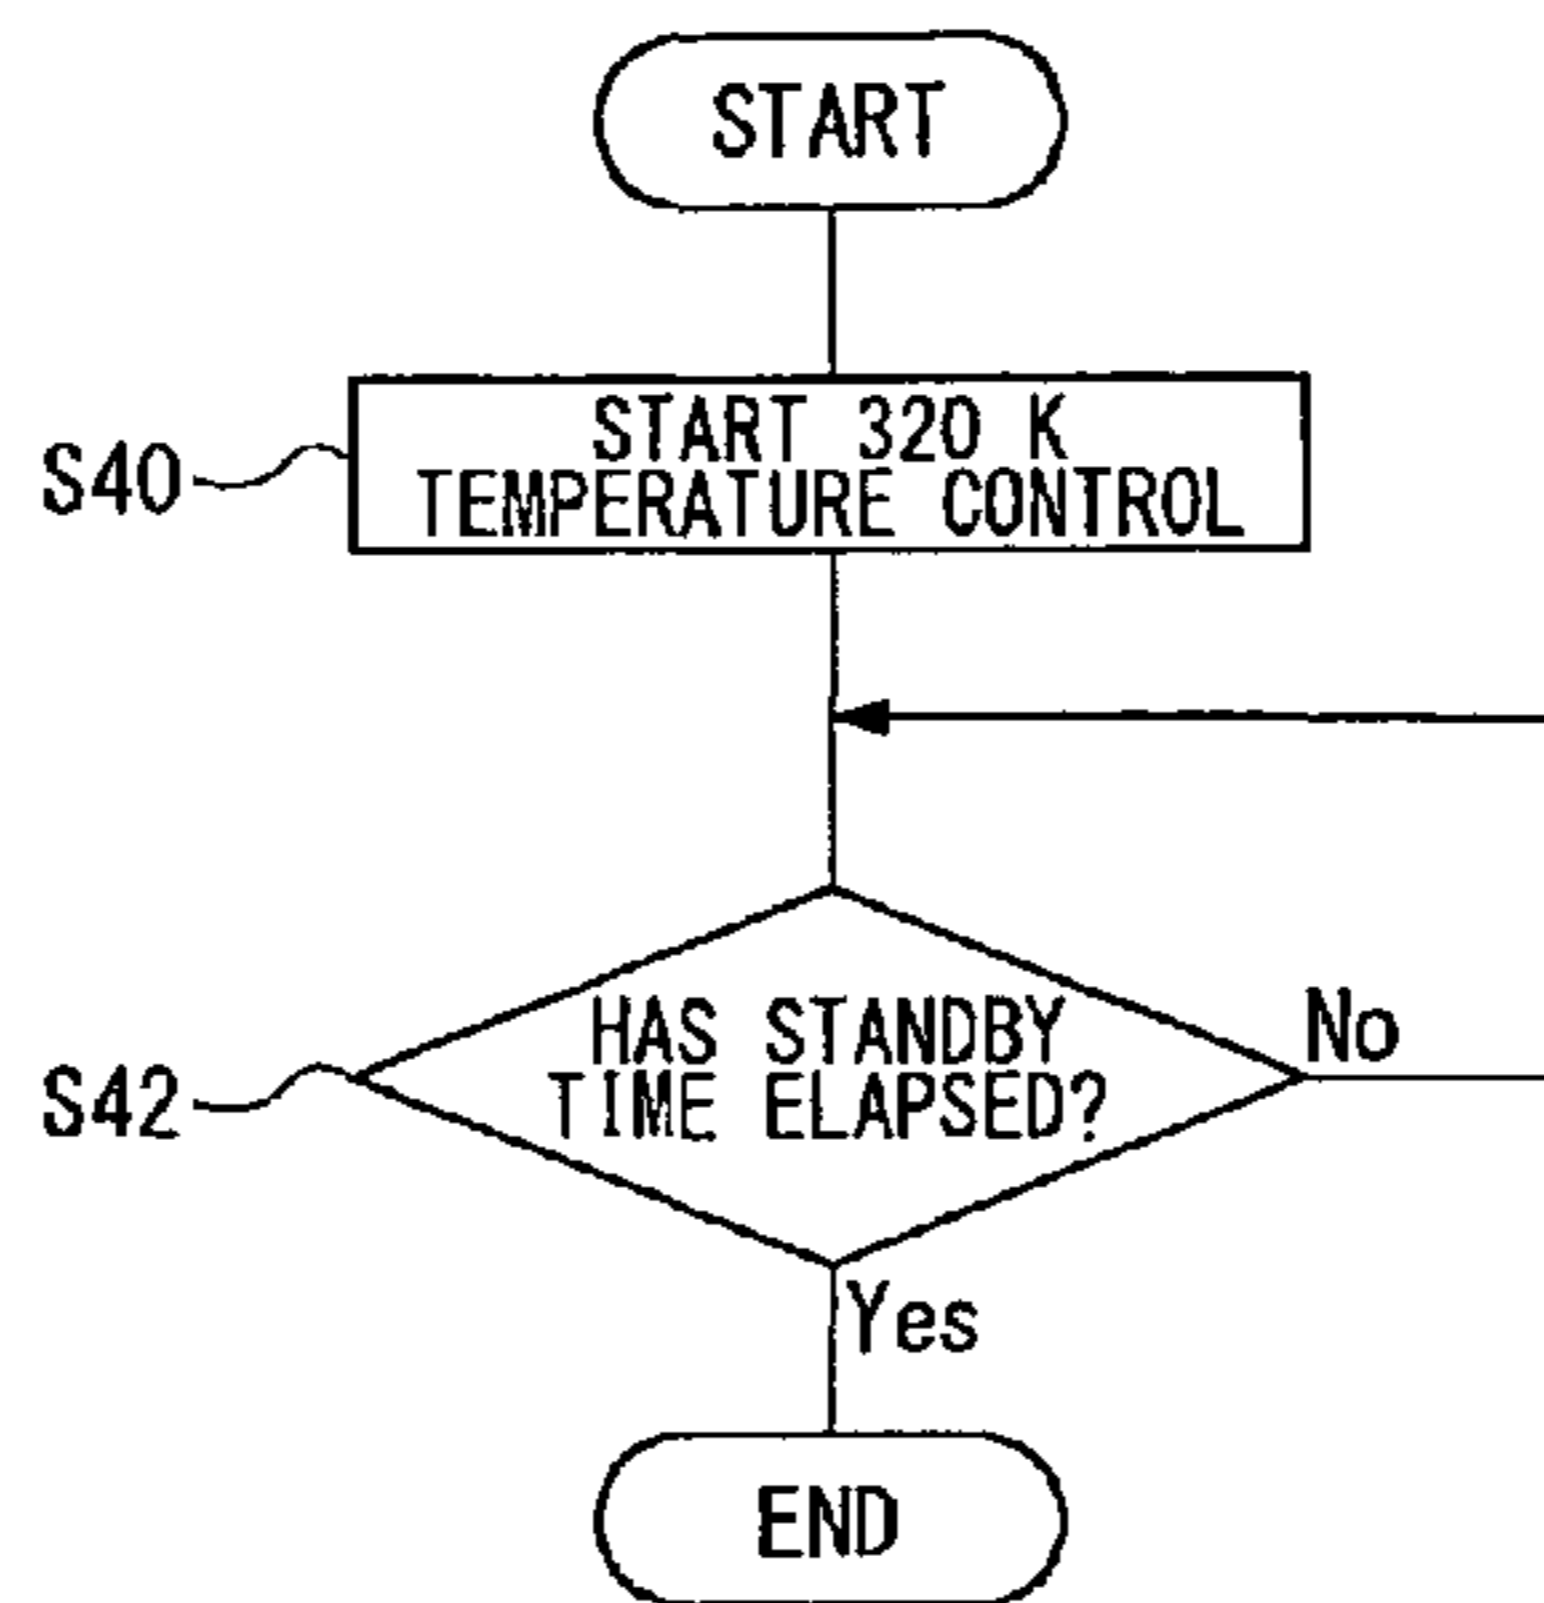 START
START 320 K
TEMPERATURE CONTROL
S40
HAS STANDBY
TIME ELAPSED?
No
S42
Yes
END